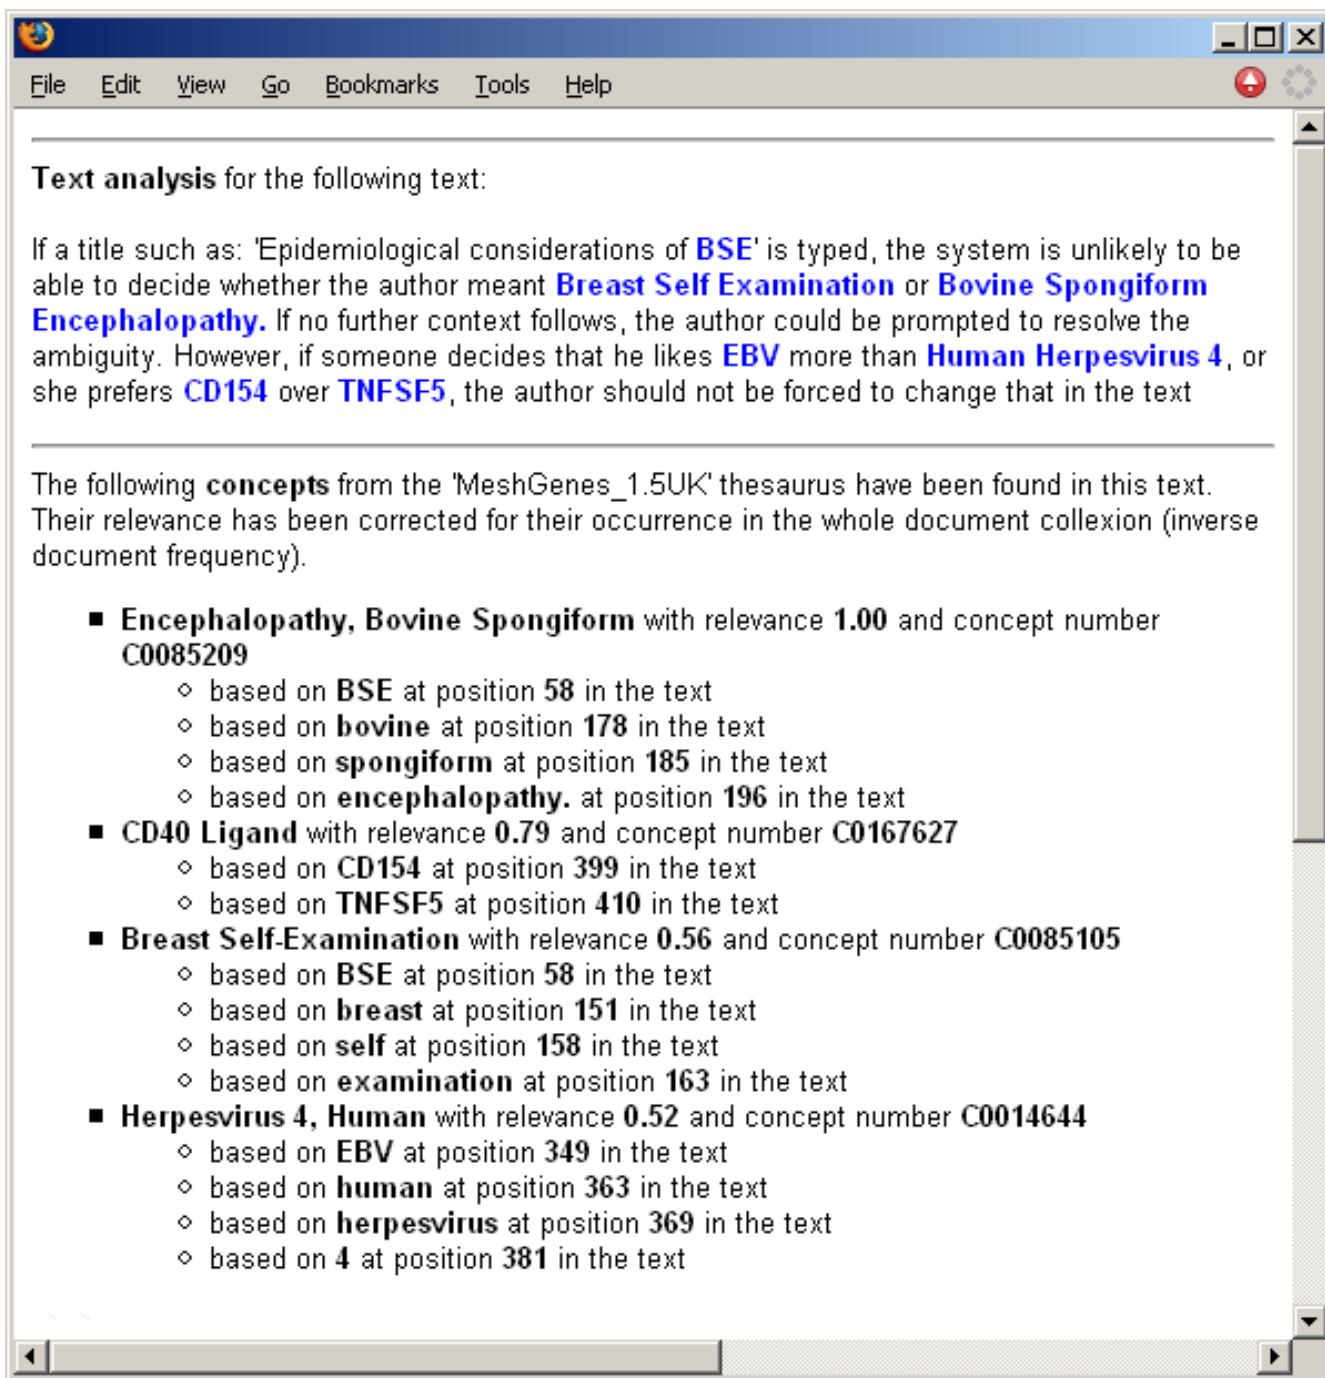 File Edit View Go Bookmarks Tools Help
Text analysis for the following text:
If a title such as: 'Epidemiological considerations of BSE' is typed, the system is unlikely to be
able to decide whether the author meant Breast Self Examination or Bovine Spongiform
Encephalopathy. If no further context follows, the author could be prompted to resolve the
ambiguity. However, if someone decides that he likes EBV more than Human Herpesvirus 4, or
she prefers CD154 over TNFSF5, the author should not be forced to change that in the text
The following concepts from the 'MeshGenes_1.5UK' thesaurus have been found in this text.
Their relevance has been corrected for their occurrence in the whole document collexion (inverse
document frequency).
■ Encephalopathy, Bovine Spongiform with relevance 1.00 and concept number
C0085209
◦ based on BSE at position 58 in the text
◦ based on bovine at position 178 in the text
◦ based on spongiform at position 185 in the text
◦ based on encephalopathy. at position 196 in the text
■ CD40 Ligand with relevance 0.79 and concept number C0167627
◦ based on CD154 at position 399 in the text
◦ based on TNFSF5 at position 410 in the text
■ Breast Self-Examination with relevance 0.56 and concept number C0085105
◦ based on BSE at position 58 in the text
◦ based on breast at position 151 in the text
◦ based on self at position 158 in the text
◦ based on examination at position 163 in the text
■ Herpesvirus 4, Human with relevance 0.52 and concept number C0014644
◦ based on EBV at position 349 in the text
◦ based on human at position 363 in the text
◦ based on herpesvirus at position 369 in the text
◦ based on 4 at position 381 in the text